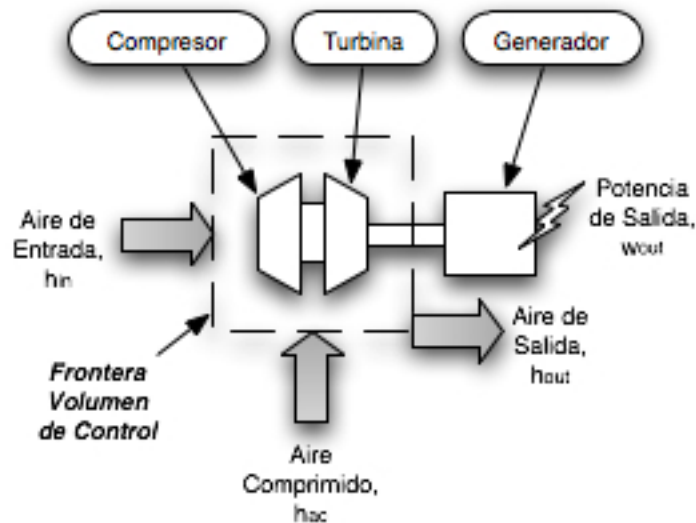 Compresor
Turbina
Generador
Aire de
Entrada,
hin
Potencia
de Salida,
wout
Aire de
Salida,
hout
Frontera
Volumen
de Control
Aire
Comprimido,
hac